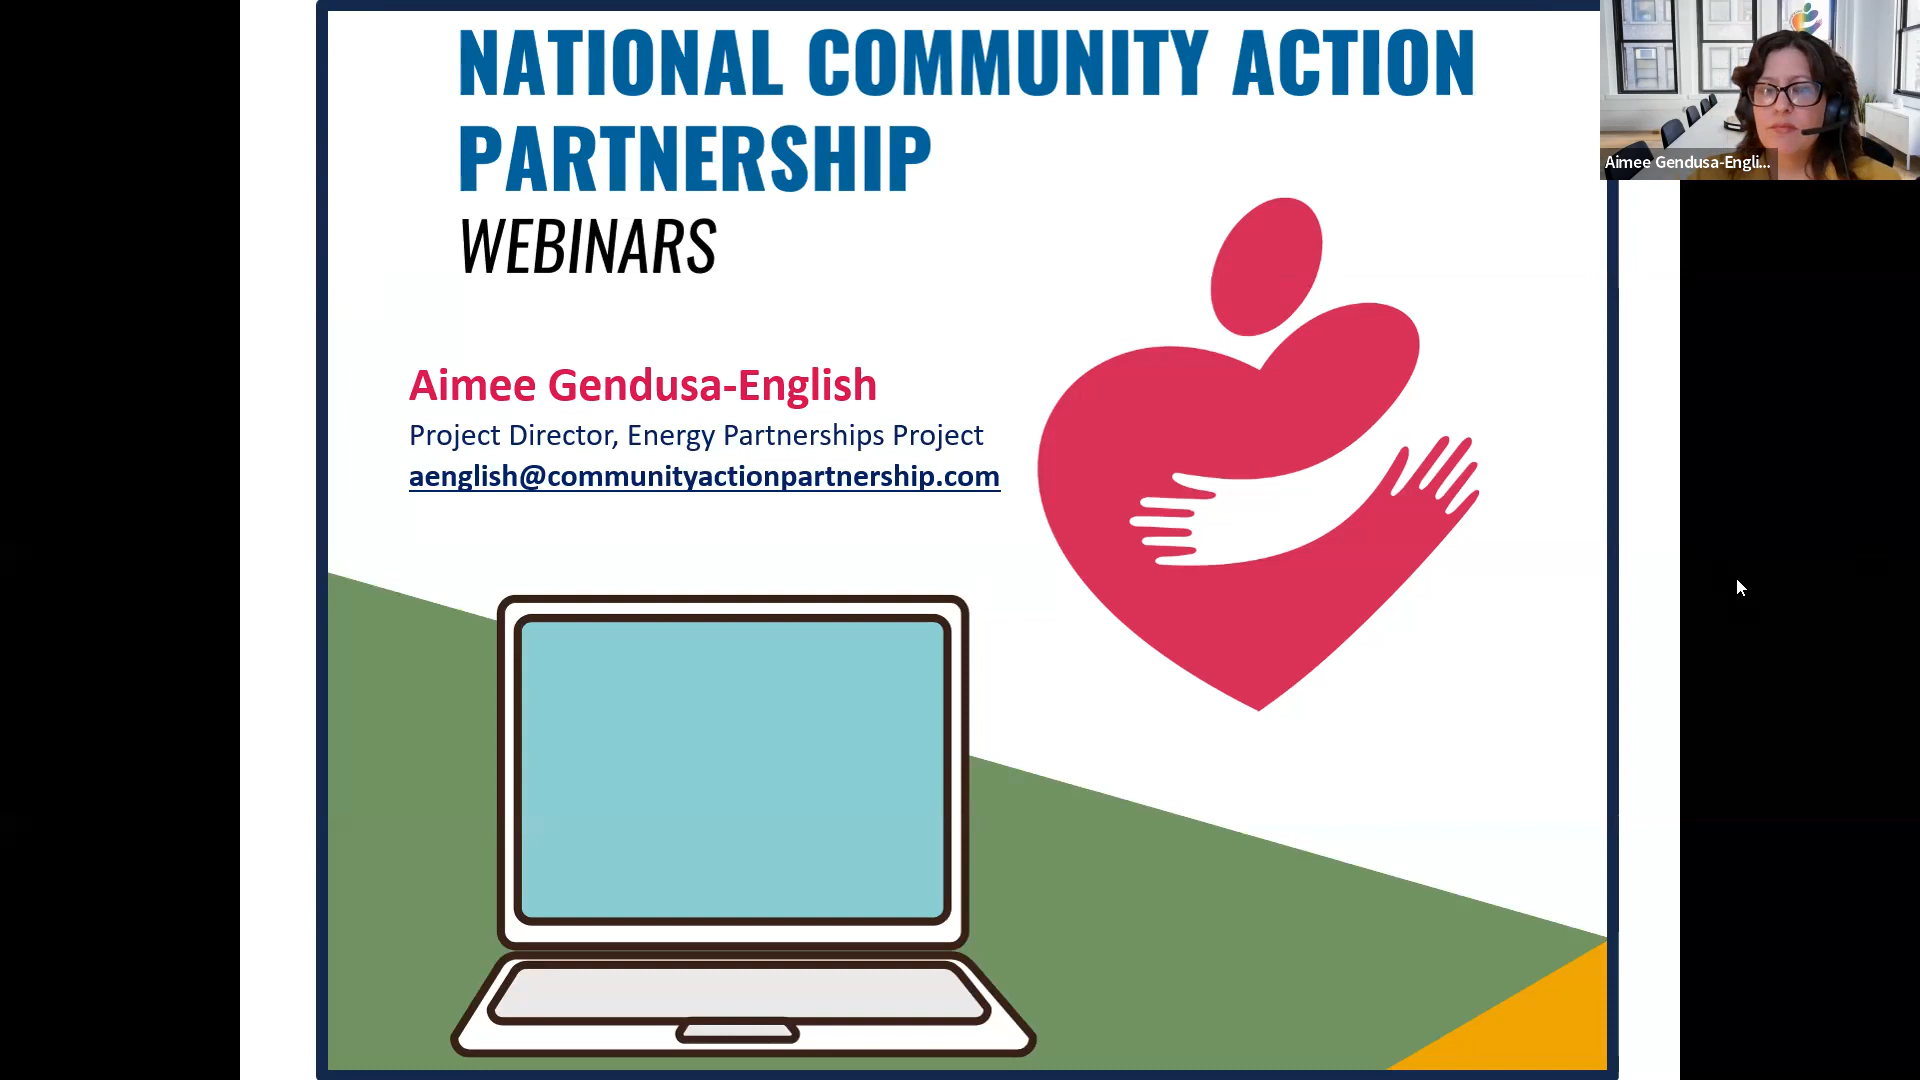 NATIONAL COMMUNITY ACTION
PARTNERSHIP
WEBINARS
Aimee Gendusa-English
Project Director, Energy Partnerships Project
aenglish@communityactionpartnership.com
Aimee Gendusa-Engli...